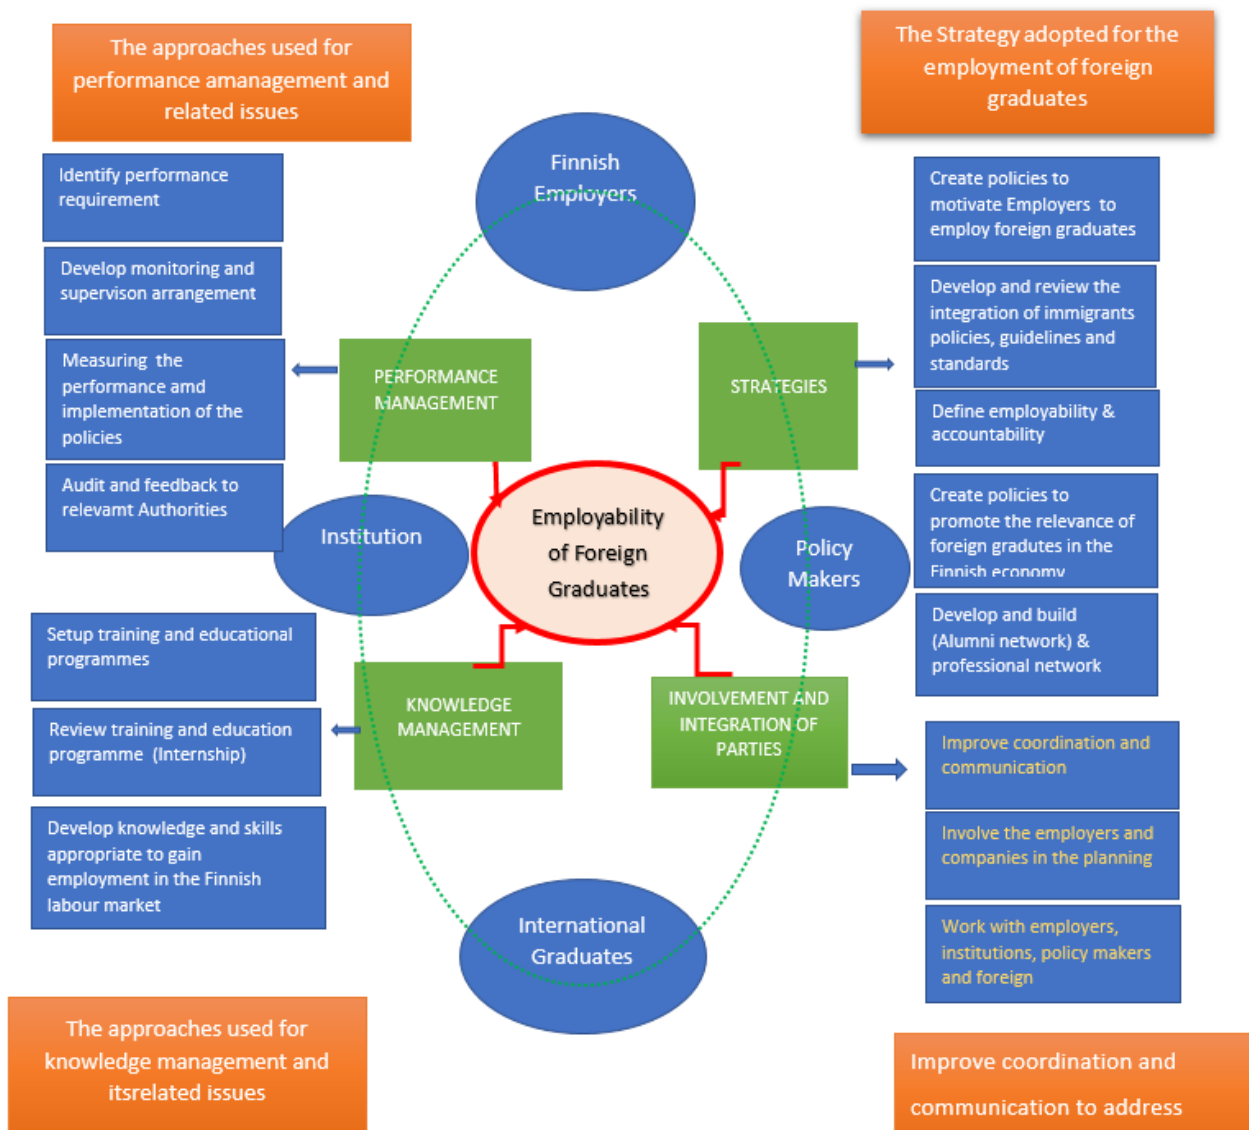 The approaches used for
performance amanagement and
related issues
The Strategy adopted for the
employment of foreign
graduates
Finnish
Employers
Identify performance
requirement
Develop monitoring and
supervison arrangement
Measuring the
performance amd
implementation of the
policies
Audit and feedback to
relevamt Authorities
Create policies to
motivate Employers to
employ foreign graduates
Develop and review the
integration of immigrants
policies, guidelines and
standards
Define employability &
accountability
Create policies to
promote the relevance of
foreign gradutes in the
Finnish economy
Develop and build
(Alumni network) &
professional network
PERFORMANCE
MANAGEMENT
STRATEGIES
Institution
Employability
of Foreign
Graduates
Policy
Makers
Setup training and educational
programmes
Review training and education
programme (Internship)
Develop knowledge and skills
appropriate to gain
employment in the Finnish
labour market
KNOWLEDGE
MANAGEMENT
INVOLVEMENT AND
INTEGRATION OF
PARTIES
Improve coordination and
communication
Involve the employers and
companies in the planning
Work with employers,
institutions, policy makers
and foreign
International
Graduates
The approaches used for
knowledge management and
itsrelated issues
Improve coordination and
communication to address